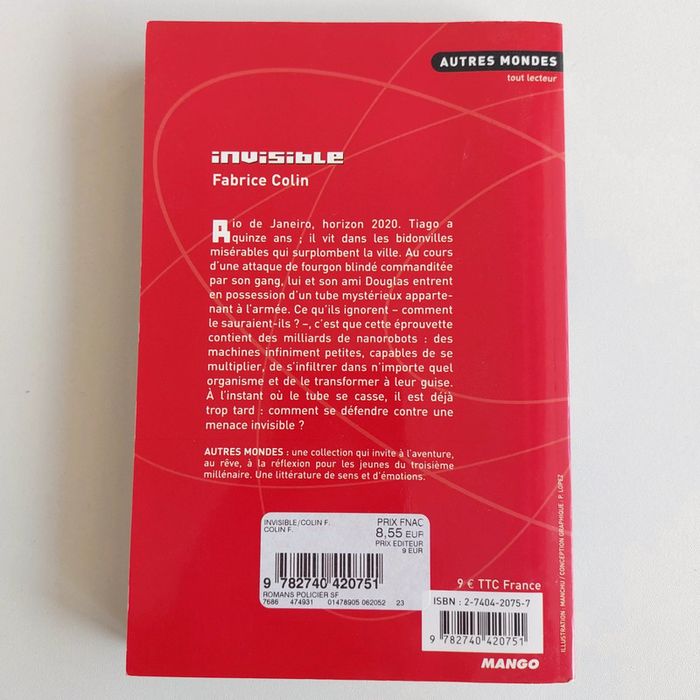 AUTRES MONDES
tout lecteur
invisible
Fabrice Colin
Rio de Janeiro, horizon 2020. Tiago a
quinze ans ; il vit dans les bidonvilles
misérables qui surplombent la ville. Au cours
d'une attaque de fourgon blindé commanditée
par son gang, lui et son ami Douglas entrent
en possession d'un tube mystérieux apparte-
nant à l'armée. Ce qu'ils ignorent – comment
le sauraient-ils ? –, c'est que cette éprouvette
contient des milliards de nanorobots : des
machines infiniment petites, capables de se
multiplier, de s'infiltrer dans n'importe quel
organisme et de le transformer à leur guise.
À l'instant où le tube se casse, il est déjà
trop tard : comment se défendre contre une
menace invisible ?
AUTRES MONDES : une collection qui invite à l'aventure,
au rêve, à la réflexion pour les jeunes du troisième
millénaire. Une littérature de sens et d'émotions.
INVISIBLE/COLIN F.
COLIN F.
PRIX FNAC
8,55 EUR
PRIX EDITEUR
9 EUR
9 782740 420751
ROMANS POLICIER SF
7686 474931 01478905 062052 23
9 € TTC France
ISBN : 2-7404-2075-7
9 782740 420751
MANGO
ILLUSTRATION : MANCHU / CONCEPTION GRAPHIQUE : P. LOPEZ